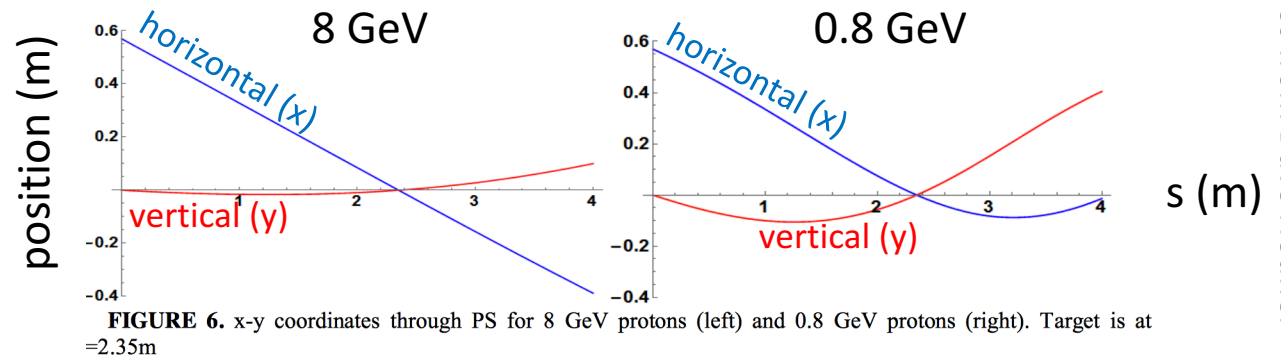 8 GeV
0.8 GeV
position (m)
0.6
0.4
0.2
−0.2
−0.4
1
2
3
4
horizontal (x)
vertical (y)
0.6
0.4
0.2
−0.2
−0.4
1
2
3
4
horizontal (x)
vertical (y)
s (m)
FIGURE 6. x-y coordinates through PS for 8 GeV protons (left) and 0.8 GeV protons (right). Target is at
=2.35m